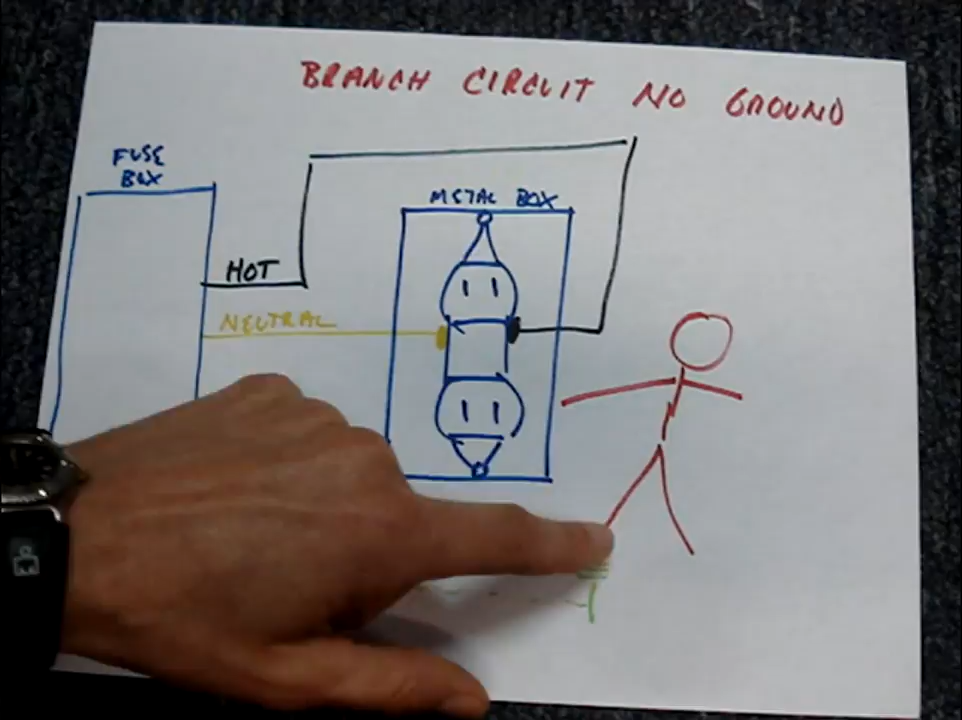 BRANCH CIRCUIT NO GROUND
FUSE
BOX
METAL BOX
HOT
NEUTRAL